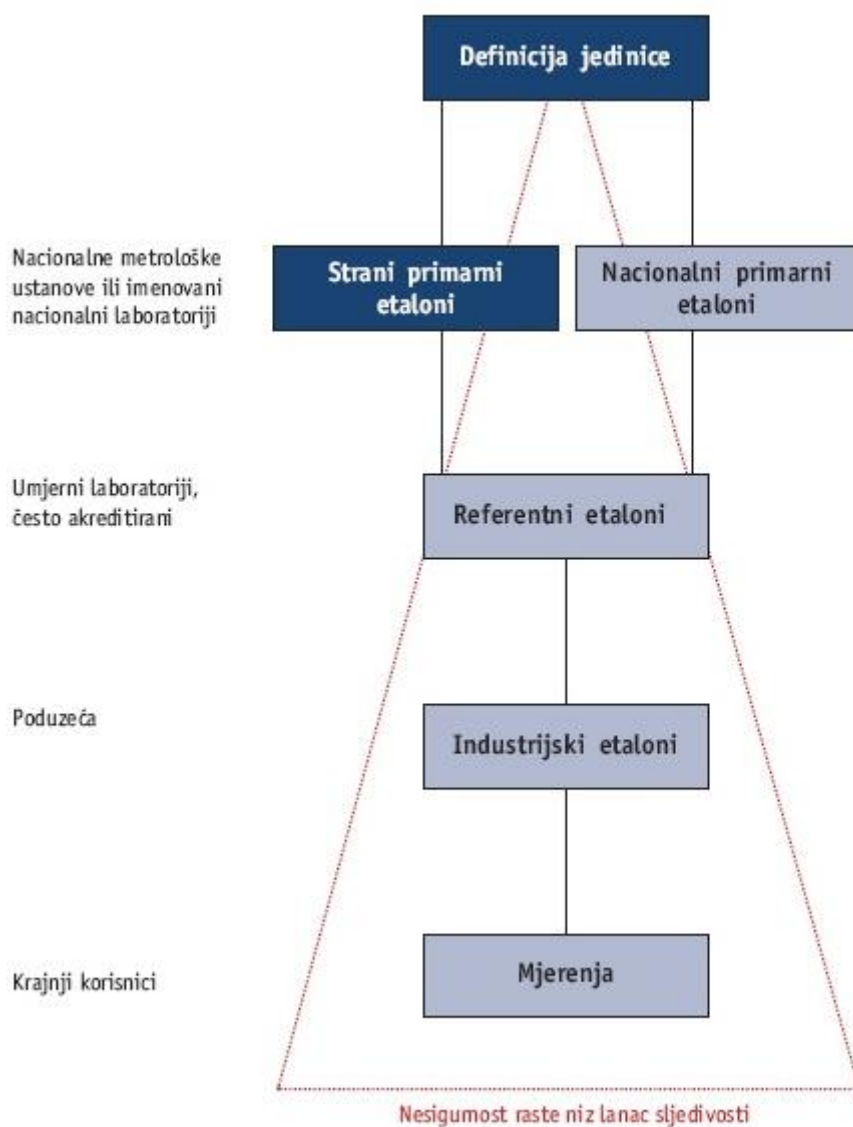 Definicija jedinice
Nacionalne metrološke
ustanove ili imenovani
nacionalni laboratoriji
Strani primarni
etaloni
Nacionalni primarni
etaloni
Umjerni laboratoriji,
često akreditirani
Referentni etaloni
Poduzeća
Industrijski etaloni
Krajnji korisnici
Mjerenja
Nesigurnost raste niz lanac sljedivosti